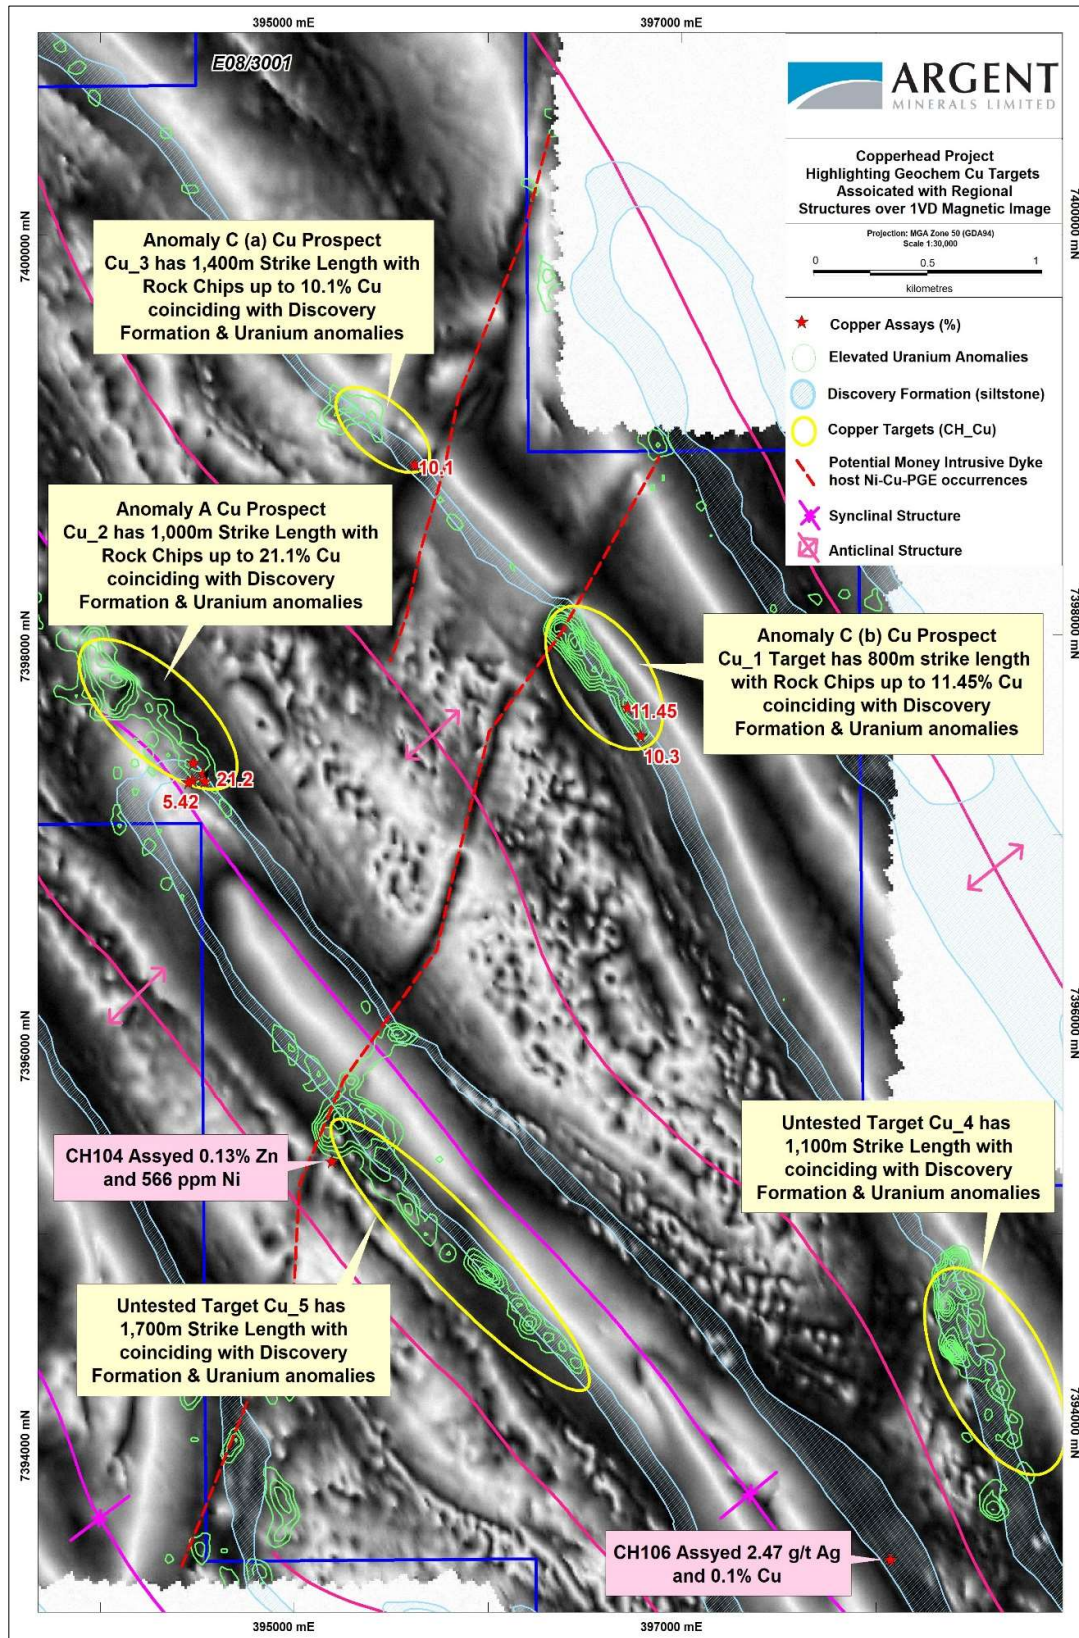 395000 mE
397000 mE
E08/3001
ARGENT
MINERALS LIMITED
Copperhead Project
Highlighting Geochem Cu Targets
Assoicated with Regional
Structures over 1VD Magnetic Image
Projection: MGA Zone 50 (GDA94)
Scale 1:30,000
0
0.5
1
kilometres
Copper Assays (%)
Elevated Uranium Anomalies
Discovery Formation (siltstone)
Copper Targets (CH_Cu)
Potential Money Intrusive Dyke
host Ni-Cu-PGE occurrences
Synclinal Structure
Anticlinal Structure
7400000 mN
7400000 mN
Anomaly C (a) Cu Prospect
Cu_3 has 1,400m Strike Length with
Rock Chips up to 10.1% Cu
coinciding with Discovery
Formation & Uranium anomalies
10.1
Anomaly A Cu Prospect
Cu_2 has 1,000m Strike Length with
Rock Chips up to 21.1% Cu
coinciding with Discovery
Formation & Uranium anomalies
7398000 mN
7398000 mN
Anomaly C (b) Cu Prospect
Cu_1 Target has 800m strike length
with Rock Chips up to 11.45% Cu
coinciding with Discovery
Formation & Uranium anomalies
11.45
10.3
21.2
5.42
7396000 mN
7396000 mN
CH104 Assyed 0.13% Zn
and 566 ppm Ni
Untested Target Cu_4 has
1,100m Strike Length with
coinciding with Discovery
Formation & Uranium anomalies
Untested Target Cu_5 has
1,700m Strike Length with
coinciding with Discovery
Formation & Uranium anomalies
7394000 mN
7394000 mN
CH106 Assyed 2.47 g/t Ag
and 0.1% Cu
395000 mE
397000 mE